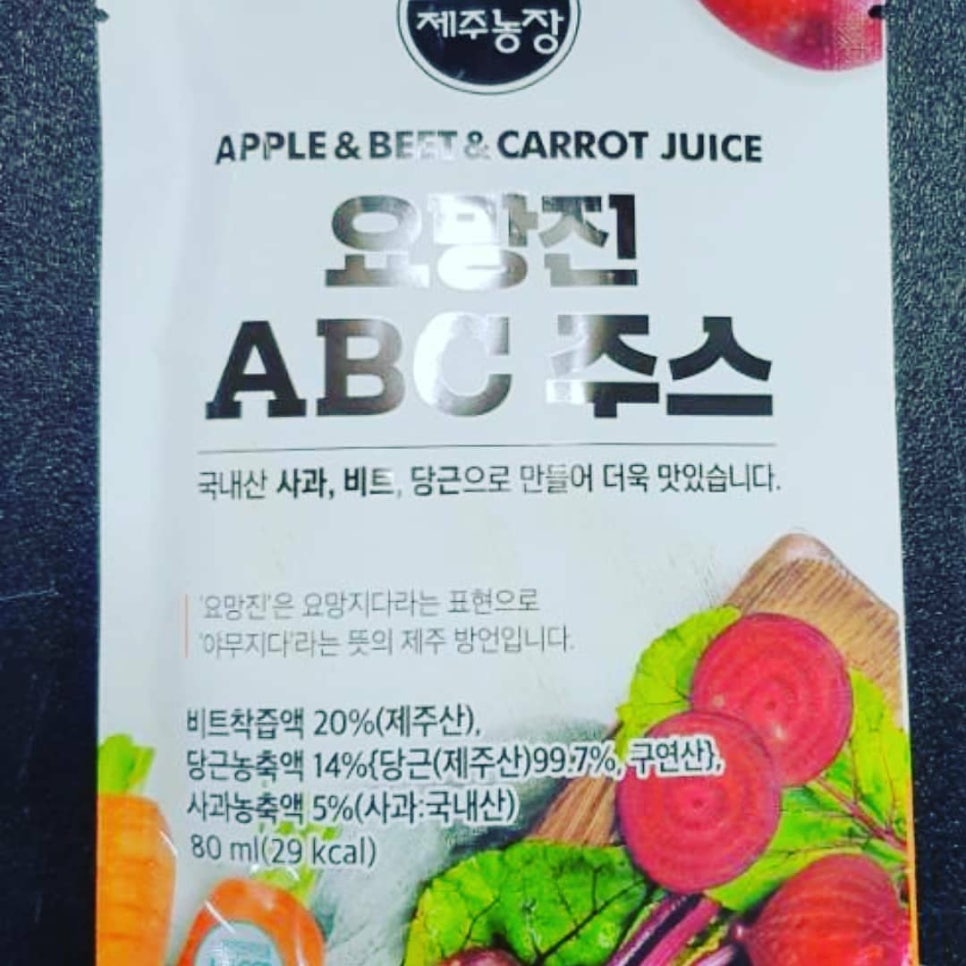 제주농장
APPLE & BEET & CARROT JUICE
요망진
ABC 주스
국내산 사과, 비트, 당근으로 만들어 더욱 맛있습니다.
'요망진'은 요망지다라는 표현으로
'야무지다'라는 뜻의 제주 방언입니다.
비트착즙액 20%(제주산),
당근농축액 14%{당근(제주산)99.7%, 구연산},
사과농축액 5%(사과:국내산)
80 ml(29 kcal)